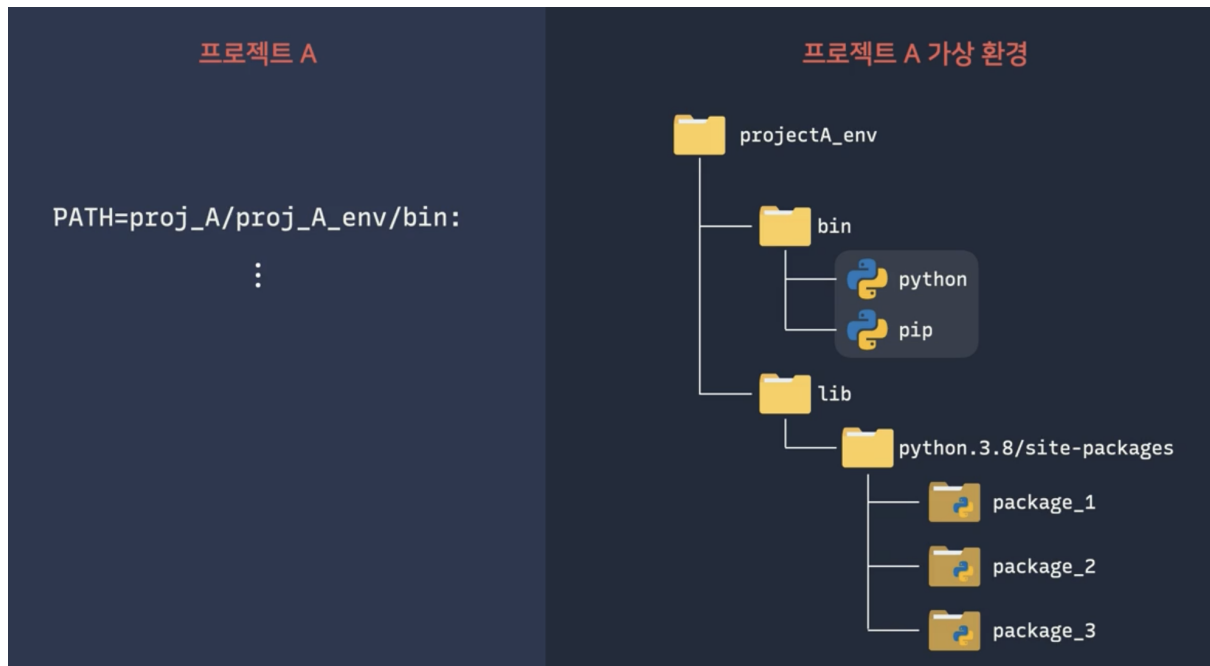 프로젝트 A
PATH=proj_A/proj_A_env/bin:
⋮
프로젝트 A 가상 환경
projectA_env
bin
python
pip
lib
python.3.8/site-packages
package_1
package_2
package_3